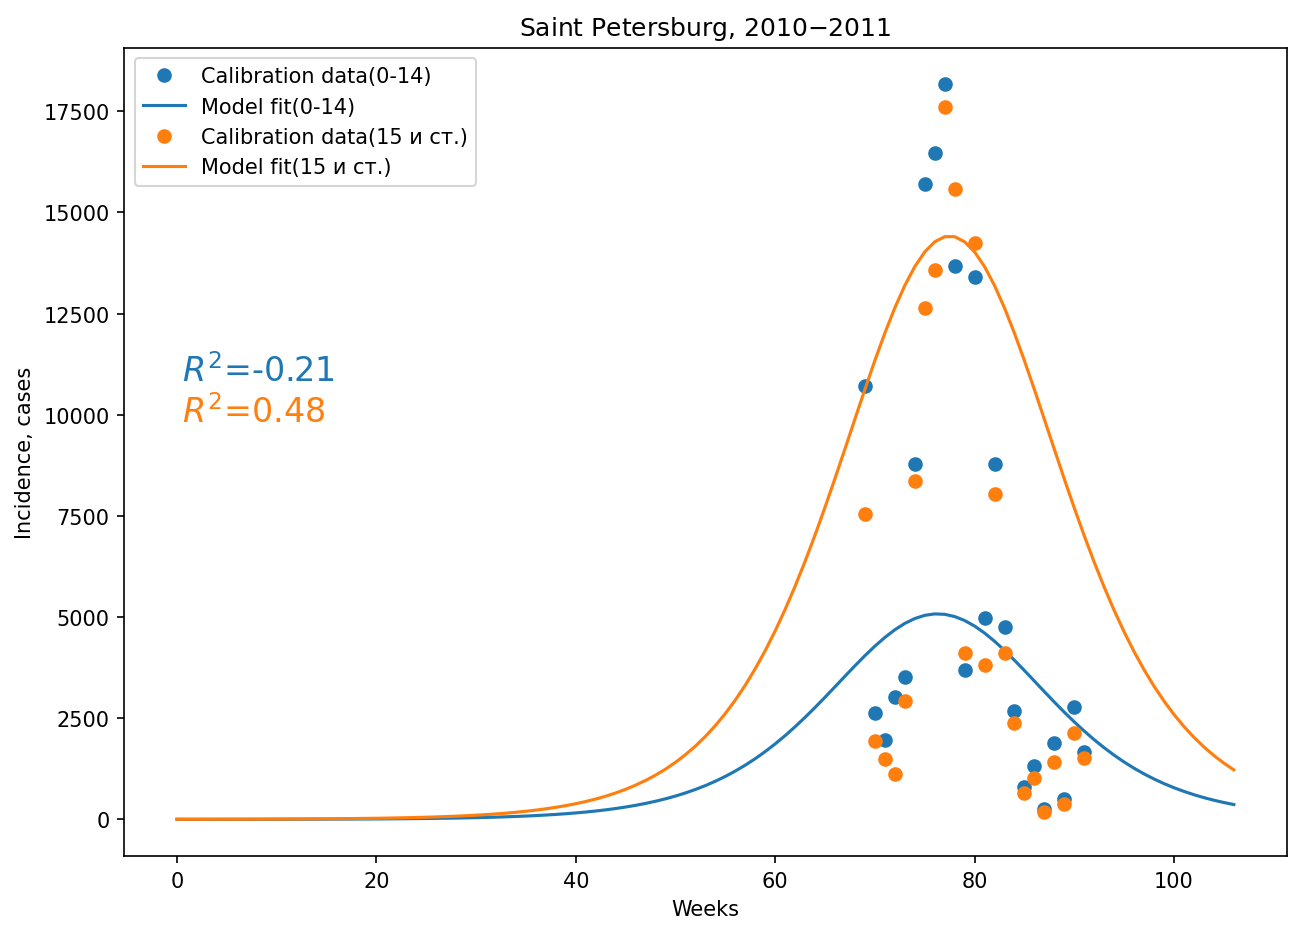 Saint Petersburg, 2010−2011
Calibration data(0-14)
Model fit(0-14)
Calibration data(15 и ст.)
Model fit(15 и ст.)
17500
15000
12500
10000
7500
5000
2500
0
Incidence, cases
R²=-0.21
R²=0.48
0 20 40 60 80 100
Weeks